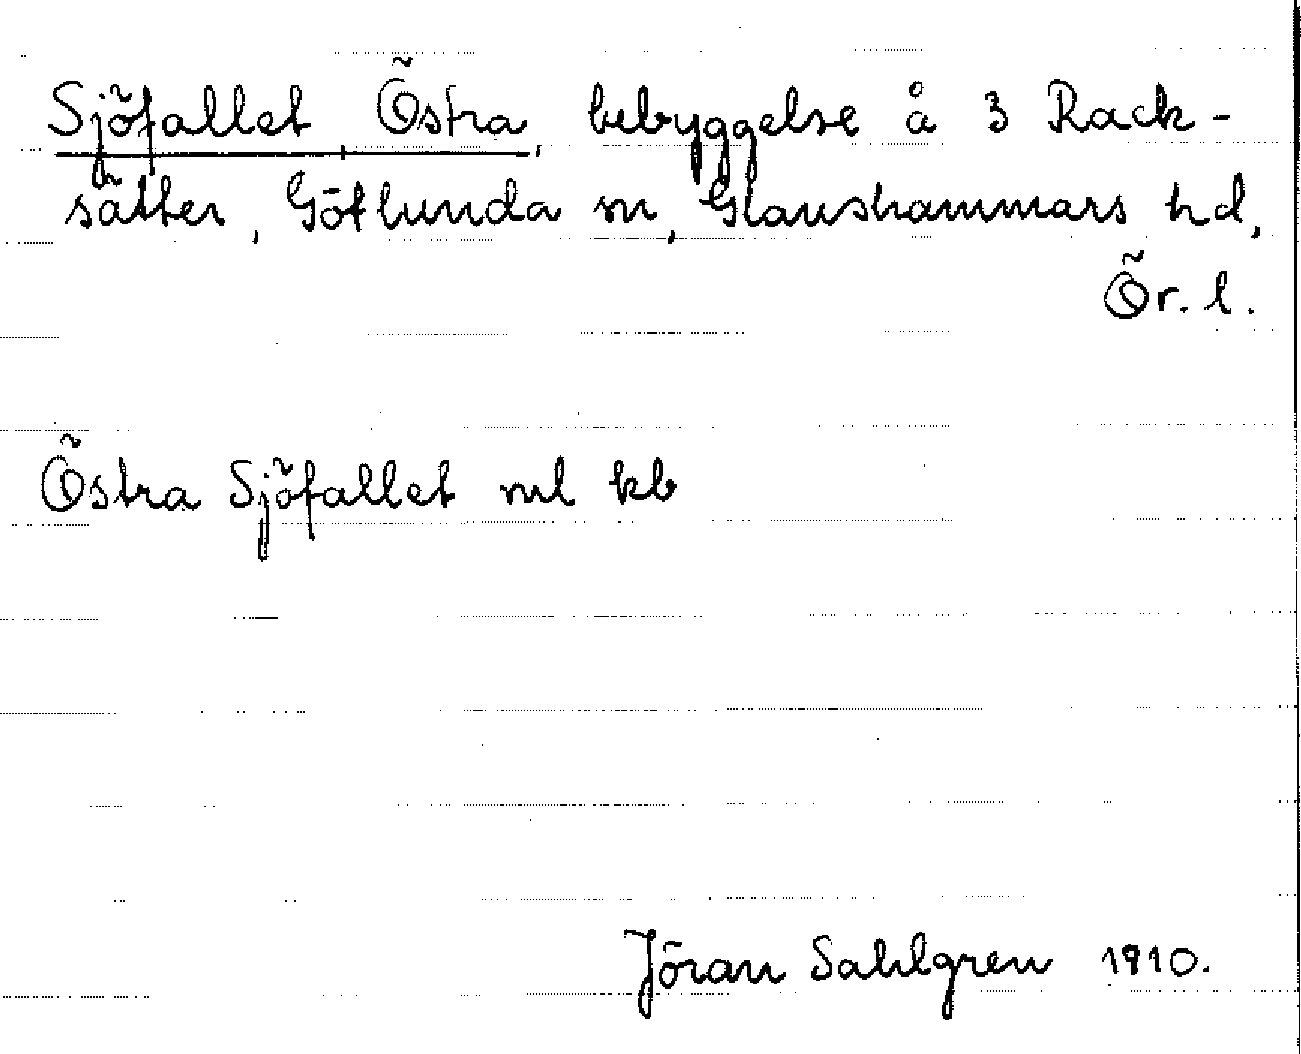 Sjöfallet Östra, bebyggelse å 3 Rack-
sätter, Götlunda sn, Glanshammars hd,
Ör. l.
Östra Sjöfallet ml kb
Jöran Sahlgren 1910.